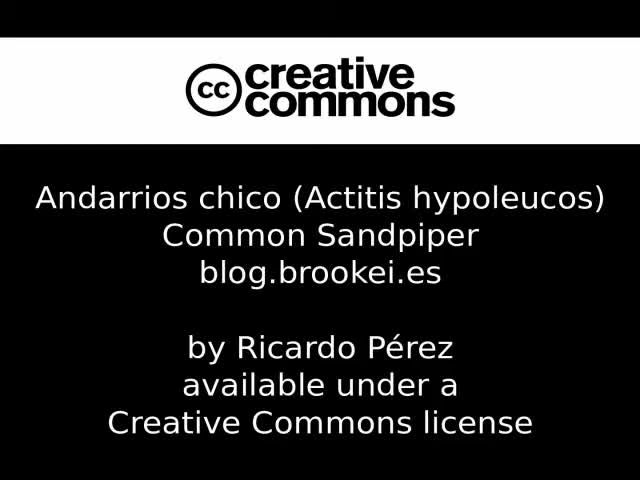 cc creative
commons
Andarrios chico (Actitis hypoleucos)
Common Sandpiper
blog.brookei.es
by Ricardo Pérez
available under a
Creative Commons license